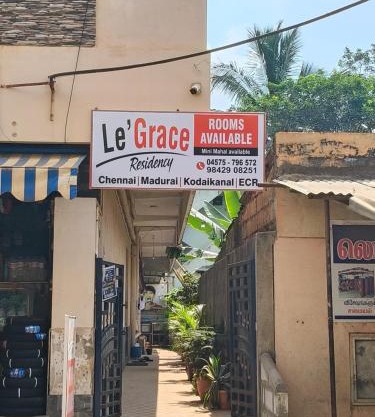 Le'Grace
Residency
ROOMS
AVAILABLE
Mini Mahal available
04575 - 796 572
98429 08251
Chennai | Madurai | Kodaikanal | ECR